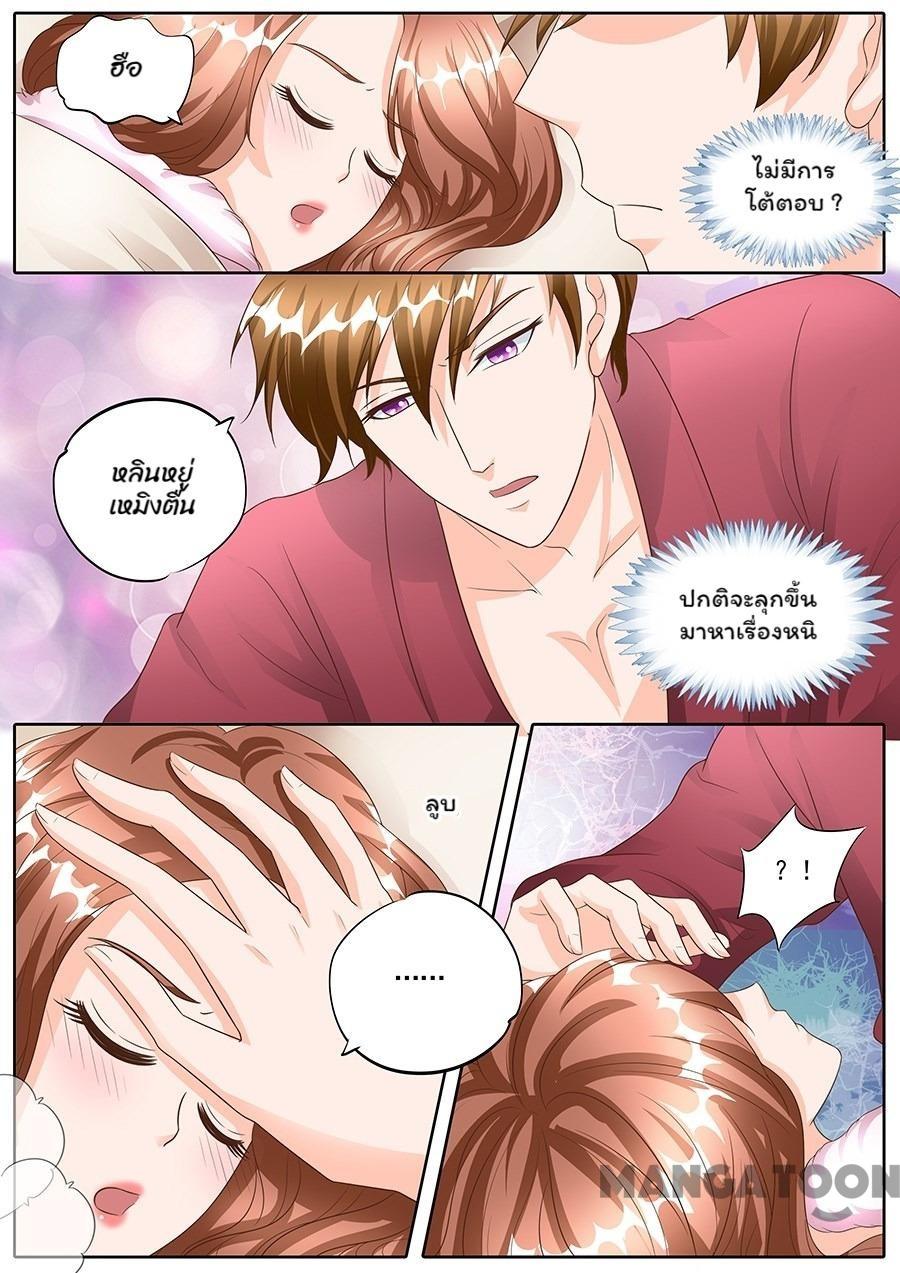 ฮือ
ไม่มีการ
โต้ตอบ ?
หลินหยู่
เหมิงตื่น
ปกติจะลุกขึ้น
มาหาเรื่องหนิ
ลูบ
......
? !
MANGATOON